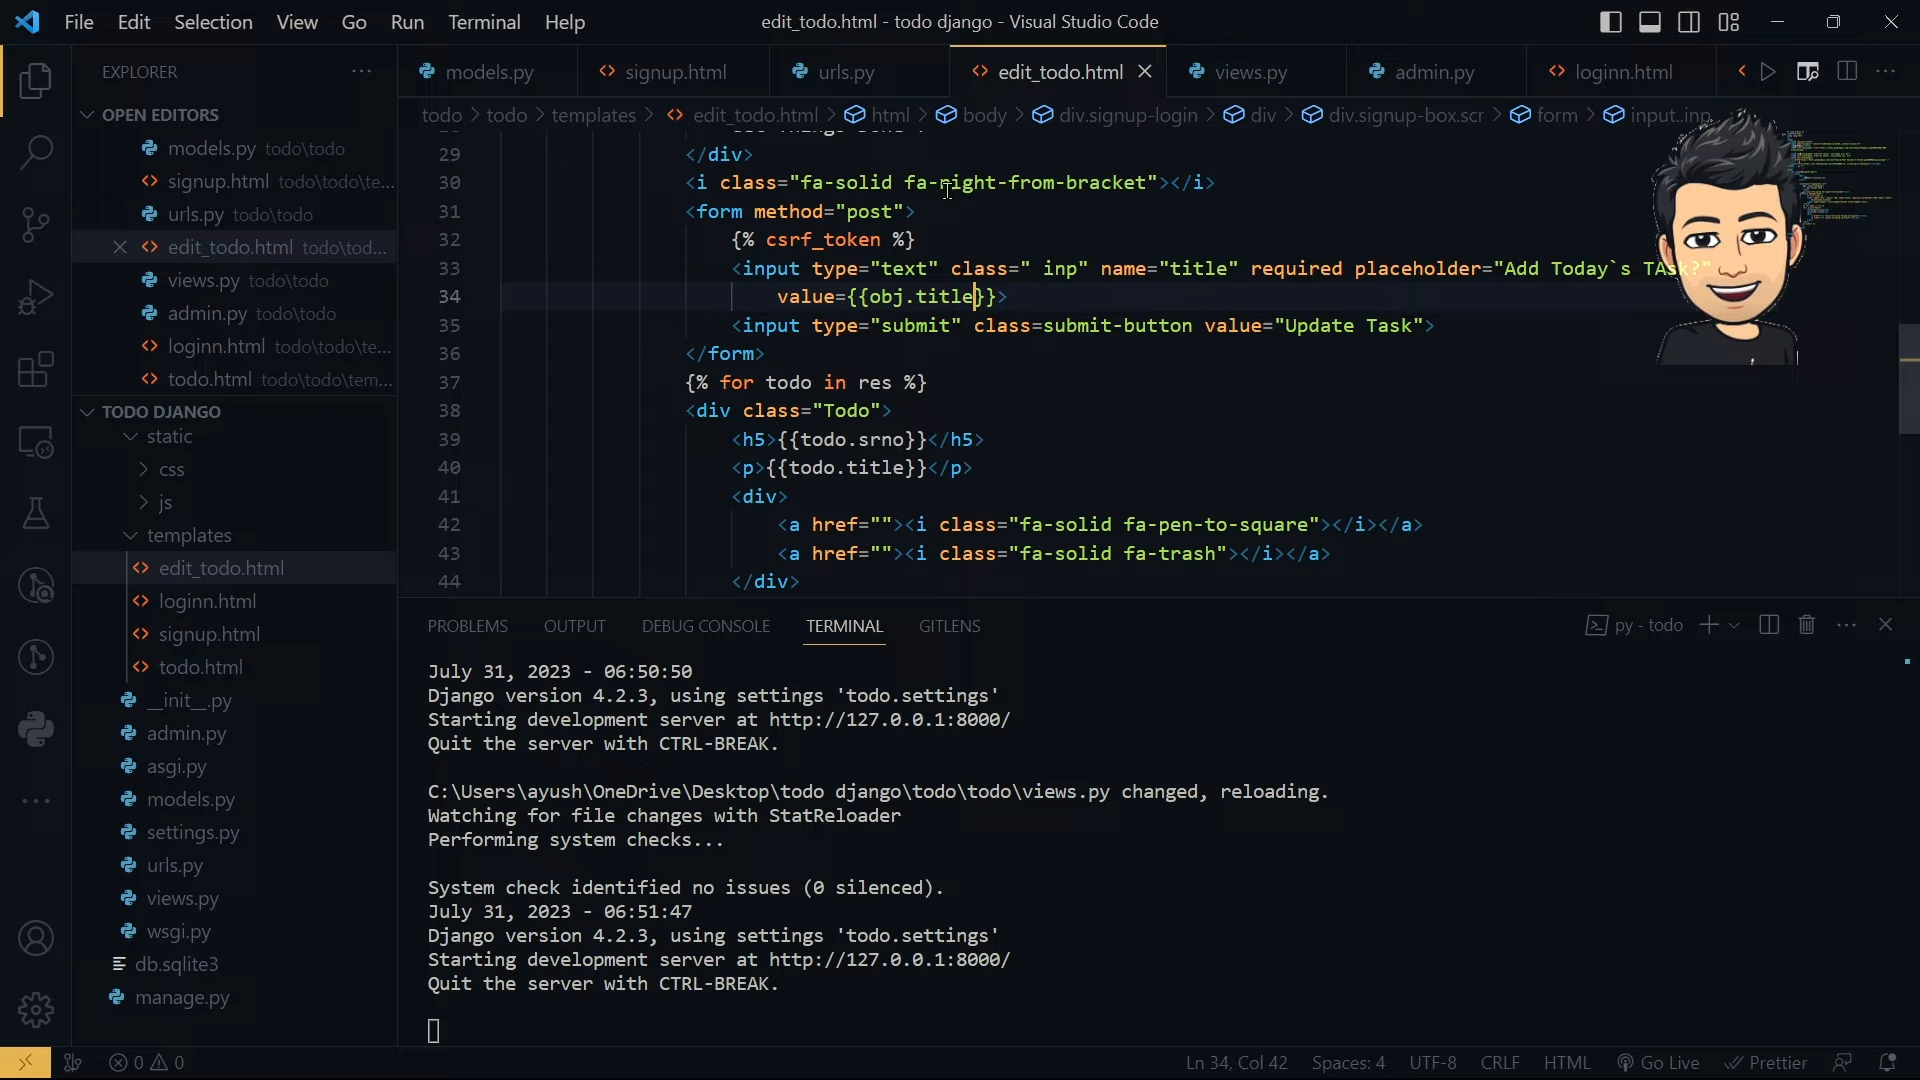 File Edit Selection View Go Run Terminal Help
edit_todo.html - todo django - Visual Studio Code
EXPLORER
OPEN EDITORS
models.py todo\todo
signup.html todo\todo\te...
urls.py todo\todo
edit_todo.html todo\tod...
views.py todo\todo
admin.py todo\todo
loginn.html todo\todo\te...
todo.html todo\todo\tem...
TODO DJANGO
static
css
js
templates
edit_todo.html
loginn.html
signup.html
todo.html
__init__.py
admin.py
asgi.py
models.py
settings.py
urls.py
views.py
wsgi.py
db.sqlite3
manage.py
models.py signup.html urls.py edit_todo.html views.py admin.py loginn.html
todo > todo > templates > edit_todo.html > html > body > div.signup-login > div > div.signup-box.scr > form > input..inp
29 </div>
30 <i class="fa-solid fa-right-from-bracket"></i>
31 <form method="post">
32 {% csrf_token %}
33 <input type="text" class=" inp" name="title" required placeholder="Add Today`s TAsk?"
34 value={{obj.title}}>
35 <input type="submit" class=submit-button value="Update Task">
36 </form>
37 {% for todo in res %}
38 <div class="Todo">
39 <h5>{{todo.srno}}</h5>
40 <p>{{todo.title}}</p>
41 <div>
42 <a href=""><i class="fa-solid fa-pen-to-square"></i></a>
43 <a href=""><i class="fa-solid fa-trash"></i></a>
44 </div>
PROBLEMS OUTPUT DEBUG CONSOLE TERMINAL GITLENS
py - todo
July 31, 2023 - 06:50:50
Django version 4.2.3, using settings 'todo.settings'
Starting development server at http://127.0.0.1:8000/
Quit the server with CTRL-BREAK.
C:\Users\ayush\OneDrive\Desktop\todo django\todo\todo\views.py changed, reloading.
Watching for file changes with StatReloader
Performing system checks...
System check identified no issues (0 silenced).
July 31, 2023 - 06:51:47
Django version 4.2.3, using settings 'todo.settings'
Starting development server at http://127.0.0.1:8000/
Quit the server with CTRL-BREAK.
0 0
Ln 34, Col 42 Spaces: 4 UTF-8 CRLF HTML Go Live Prettier